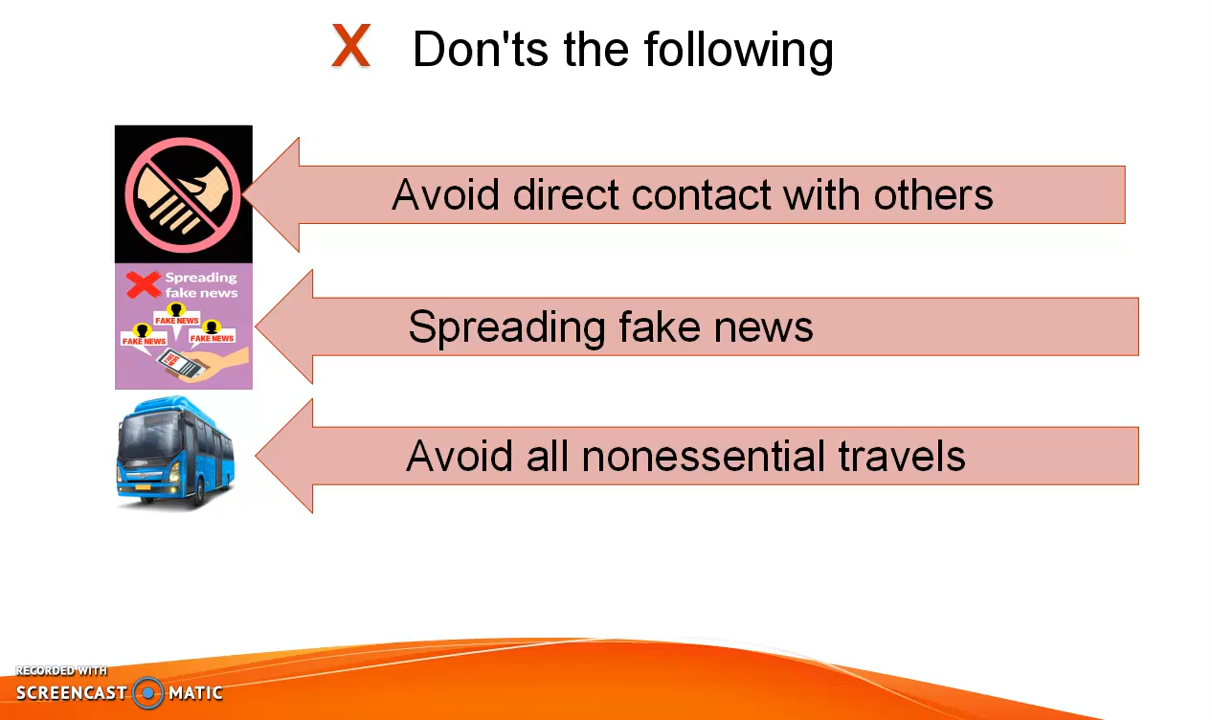 X Don'ts the following
Avoid direct contact with others
Spreading
fake news
FAKE NEWS
FAKE NEWS
FAKE NEWS
Spreading fake news
Avoid all nonessential travels
RECORDED WITH
SCREENCAST MATIC